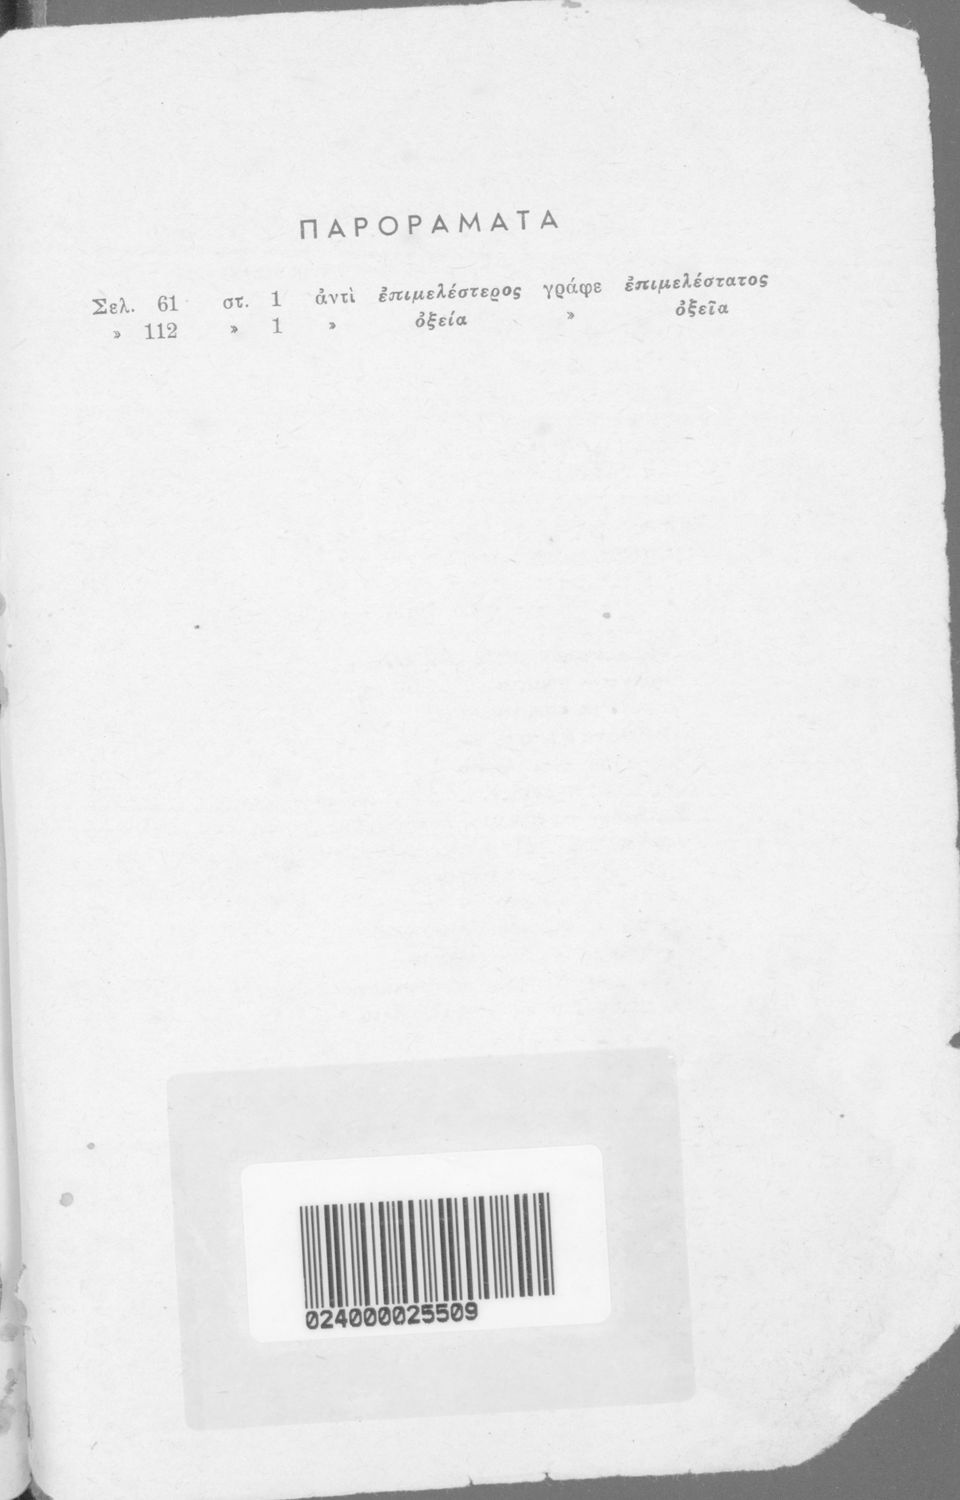 ΠΑΡΟΡΑΜΑΤΑ
Σελ. 61 στ. 1 ἀντὶ ἐπιμελέστερος γράφε ἐπιμελέστατος
» 112 » 1 » ὀξεία » ὀξεῖα
024000025509